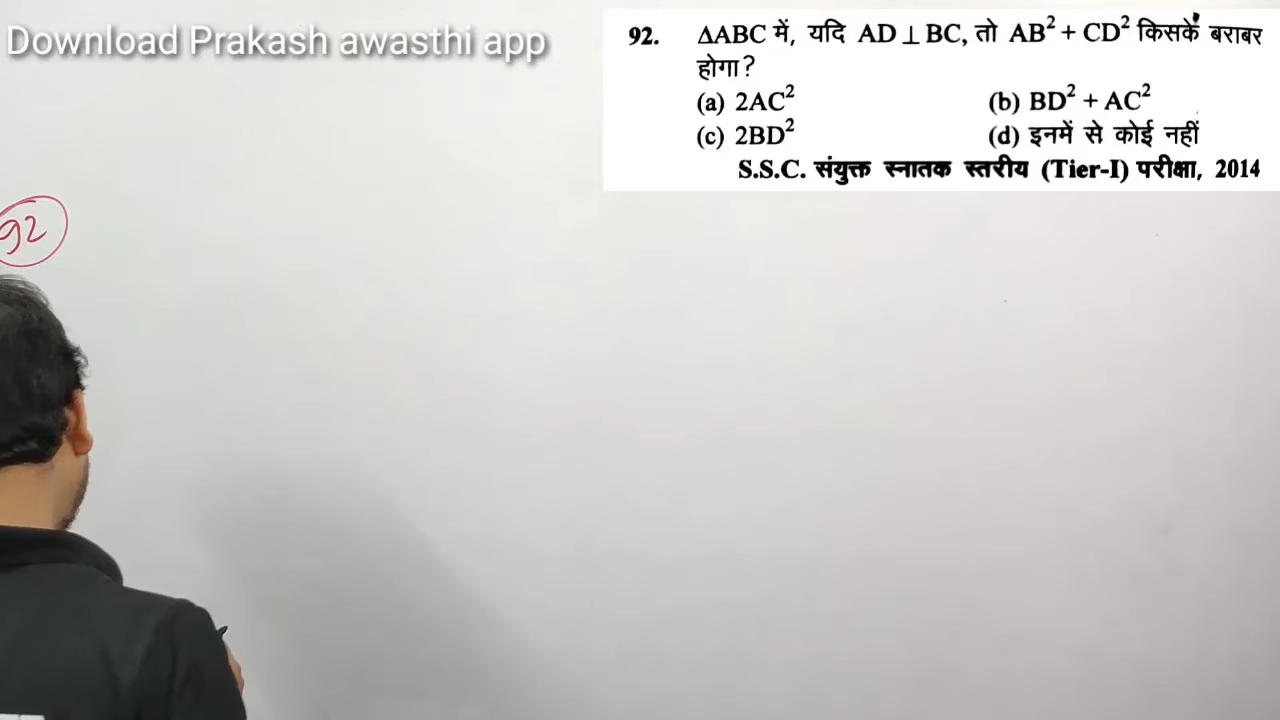 Download Prakash awasthi app
92. ΔABC में, यदि AD ⊥ BC, तो AB² + CD² किसके बराबर
होगा?
(a) 2AC² (b) BD² + AC²
(c) 2BD² (d) इनमें से कोई नहीं
S.S.C. संयुक्त स्नातक स्तरीय (Tier-I) परीक्षा, 2014
92